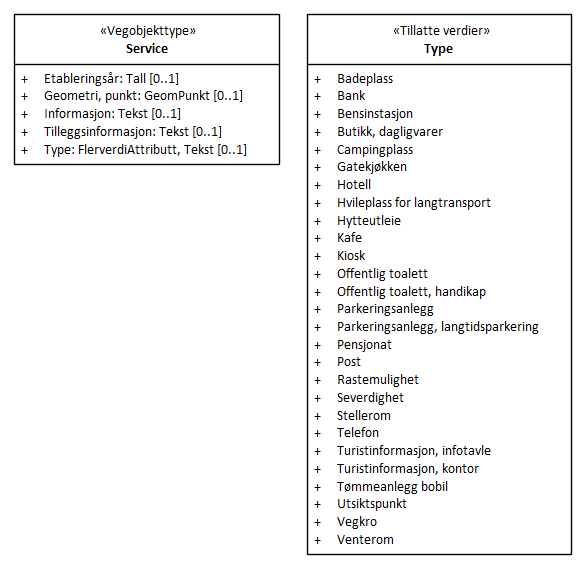 «Vegobjekttype»
Service
+ Etableringsår: Tall [0..1]
+ Geometri, punkt: GeomPunkt [0..1]
+ Informasjon: Tekst [0..1]
+ Tilleggsinformasjon: Tekst [0..1]
+ Type: FlerverdiAttributt, Tekst [0..1]
«Tillatte verdier»
Type
+ Badeplass
+ Bank
+ Bensinstasjon
+ Butikk, dagligvarer
+ Campingplass
+ Gatekjøkken
+ Hotell
+ Hvileplass for langtransport
+ Hytteutleie
+ Kafe
+ Kiosk
+ Offentlig toalett
+ Offentlig toalett, handikap
+ Parkeringsanlegg
+ Parkeringsanlegg, langtidsparkering
+ Pensjonat
+ Post
+ Rastemulighet
+ Severdighet
+ Stellerom
+ Telefon
+ Turistinformasjon, infotavle
+ Turistinformasjon, kontor
+ Tømmeanlegg bobil
+ Utsiktspunkt
+ Vegkro
+ Venterom